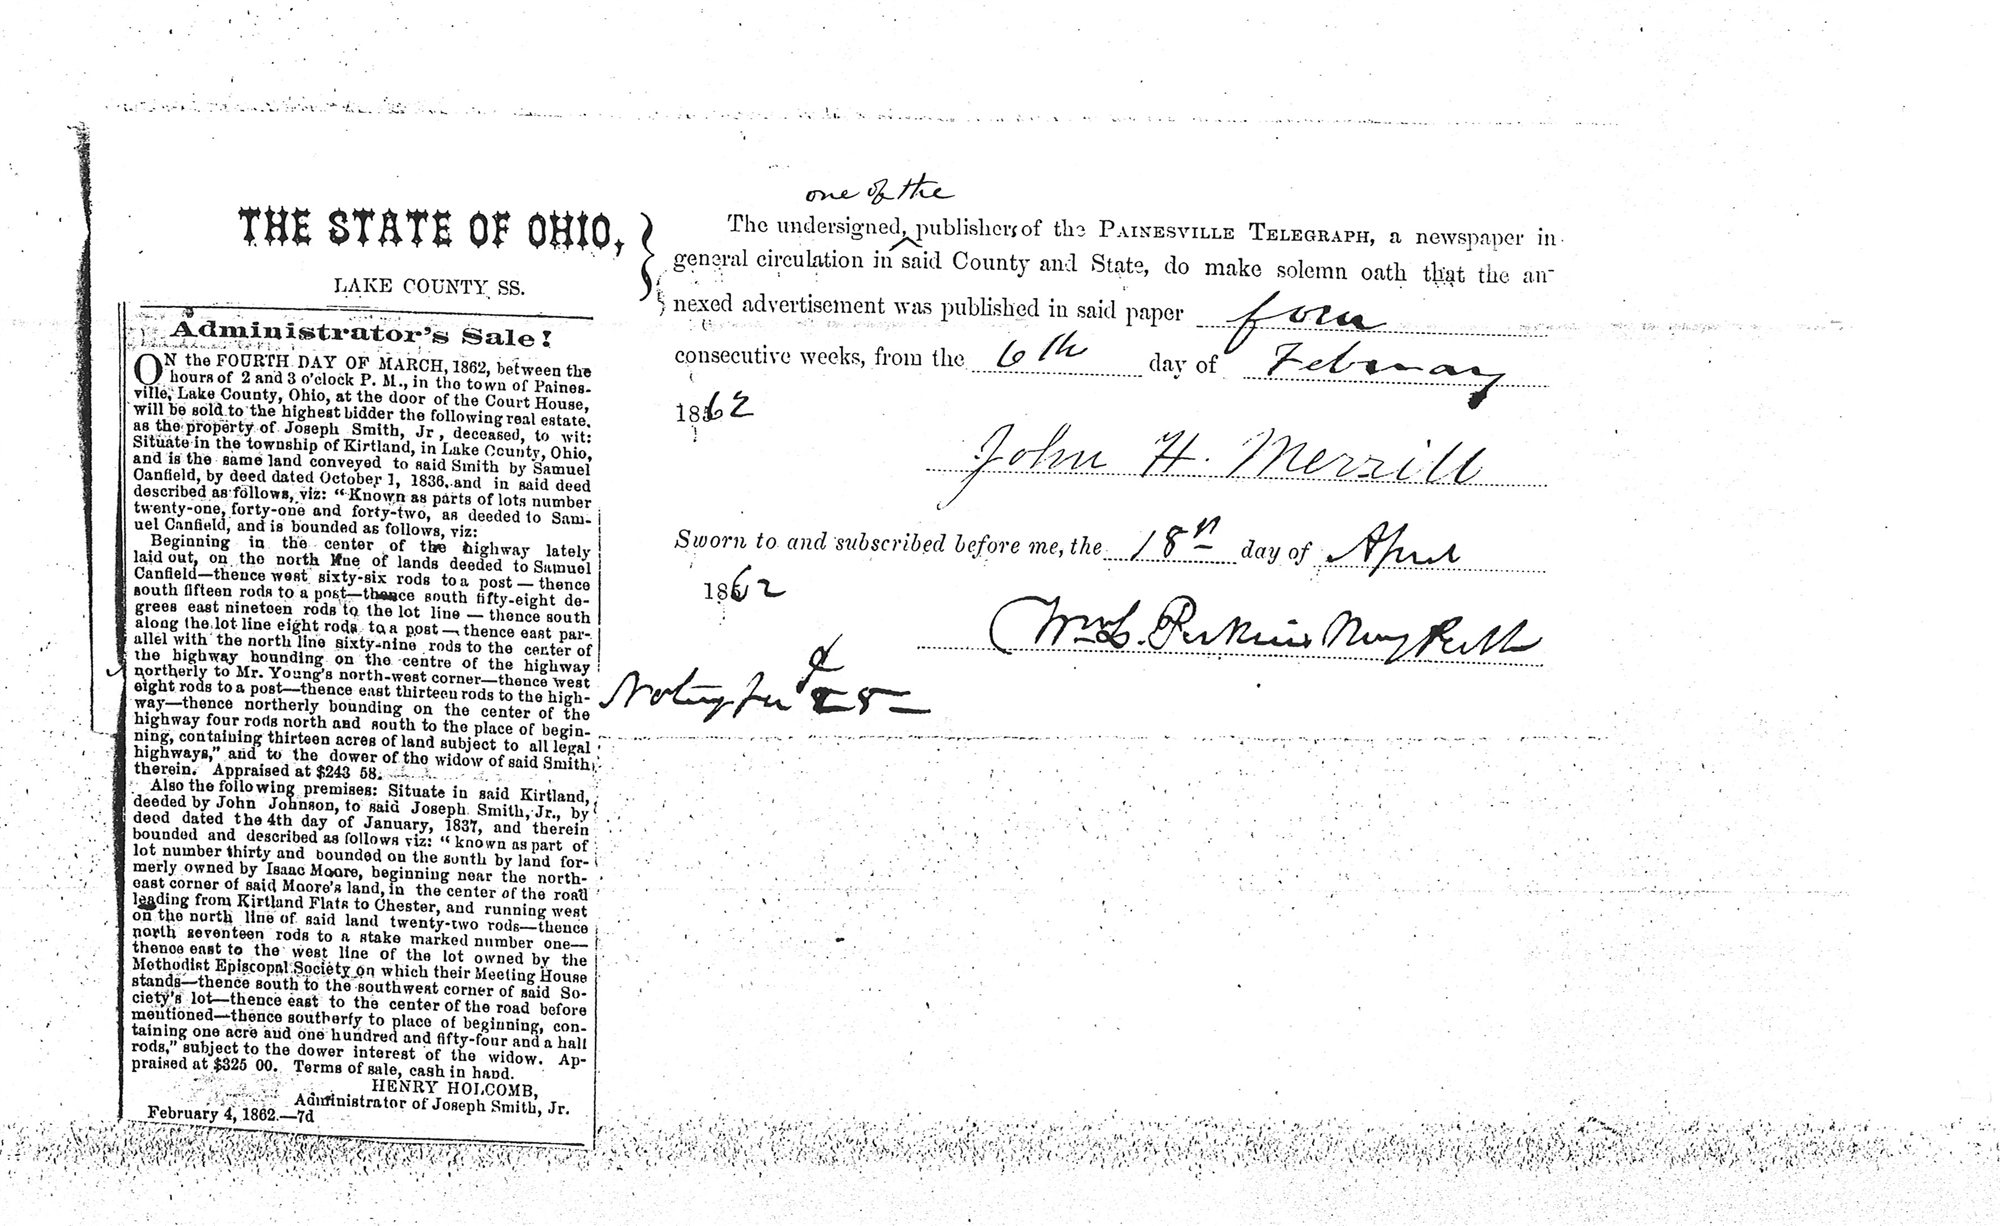 THE STATE OF OHIO,
LAKE COUNTY SS.
Administrator's Sale!
ON the FOURTH DAY OF MARCH, 1862, between the
hours of 2 and 3 o'clock P. M., in the town of Paines-
ville, Lake County, Ohio, at the door of the Court House,
will be sold to the highest bidder the following real estate.
as the property of Joseph Smith, Jr, deceased, to wit:
Situate in the township of Kirtland, in Lake County, Ohio,
and is the same land conveyed to said Smith by Samuel
Canfield, by deed dated October 1, 1836, and in said deed
described as follows, viz: "Known as parts of lots number
twenty-one, forty-one and forty-two, as deeded to Sam-
uel Canfield, and is bounded as follows, viz:
Beginning in the center of the highway lately
laid out, on the north line of lands deeded to Samuel
Canfield—thence west sixty-six rods to a post—thence
south fifteen rods to a post—thence south fifty-eight de-
grees east nineteen rods to the lot line—thence south
along the lot line eight rods to a post—thence east par-
allel with the north line sixty-nine rods to the center of
the highway bounding on the centre of the highway
northerly to Mr. Young's north-west corner—thence west
eight rods to a post—thence east thirteen rods to the high-
way—thence northerly bounding on the center of the
highway four rods north and south to the place of begin-
ning, containing thirteen acres of land subject to all legal
highways," and to the dower of the widow of said Smith
therein. Appraised at $243 58.
Also the following premises: Situate in said Kirtland,
deeded by John Johnson, to said Joseph Smith, Jr., by
deed dated the 4th day of January, 1837, and therein
bounded and described as follows viz: "known as part of
lot number thirty and bounded on the south by land for-
merly owned by Isaac Moore, beginning near the north-
east corner of said Moore's land, in the center of the road
leading from Kirtland Flats to Chester, and running west
on the north line of said land twenty-two rods—thence
north seventeen rods to a stake marked number one—
thence east to the west line of the lot owned by the
Methodist Episcopal Society on which their Meeting House
stands—thence south to the southwest corner of said So-
ciety's lot—thence east to the center of the road before
mentioned—thence southerly to place of beginning, con-
taining one acre and one hundred and fifty-four and a half
rods," subject to the dower interest of the widow. Ap-
praised at $325 00. Terms of sale, cash in hand.
HENRY HOLCOMB,
Administrator of Joseph Smith, Jr.
February 4, 1862.—7d
one of the
The undersigned, publishers of the PAINESVILLE TELEGRAPH, a newspaper in
general circulation in said County and State, do make solemn oath that the an-
nexed advertisement was published in said paper four
consecutive weeks, from the 6th day of February
1862
John H. Merrill
Sworn to and subscribed before me, the 18th day of April
1862
Wm L. Perkins